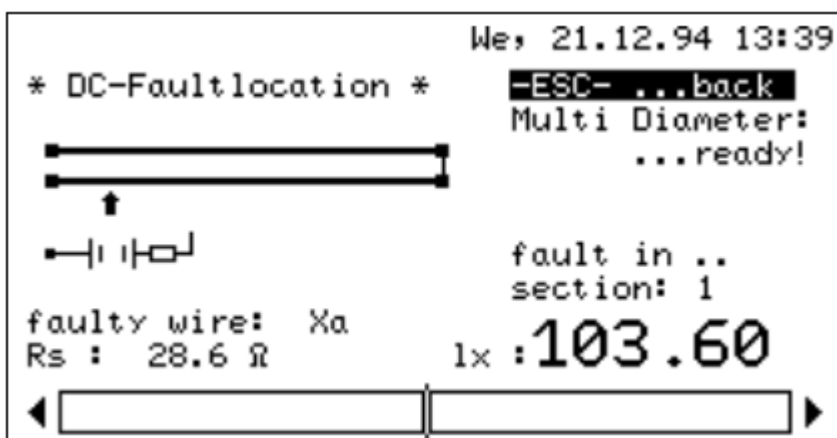 We, 21.12.94 13:39
* DC-Faultlocation *
-ESC- ...back
Multi Diameter:
...ready!
fault in ..
section: 1
faulty wire: Xa
Rs : 28.6 Ω
lx :103.60